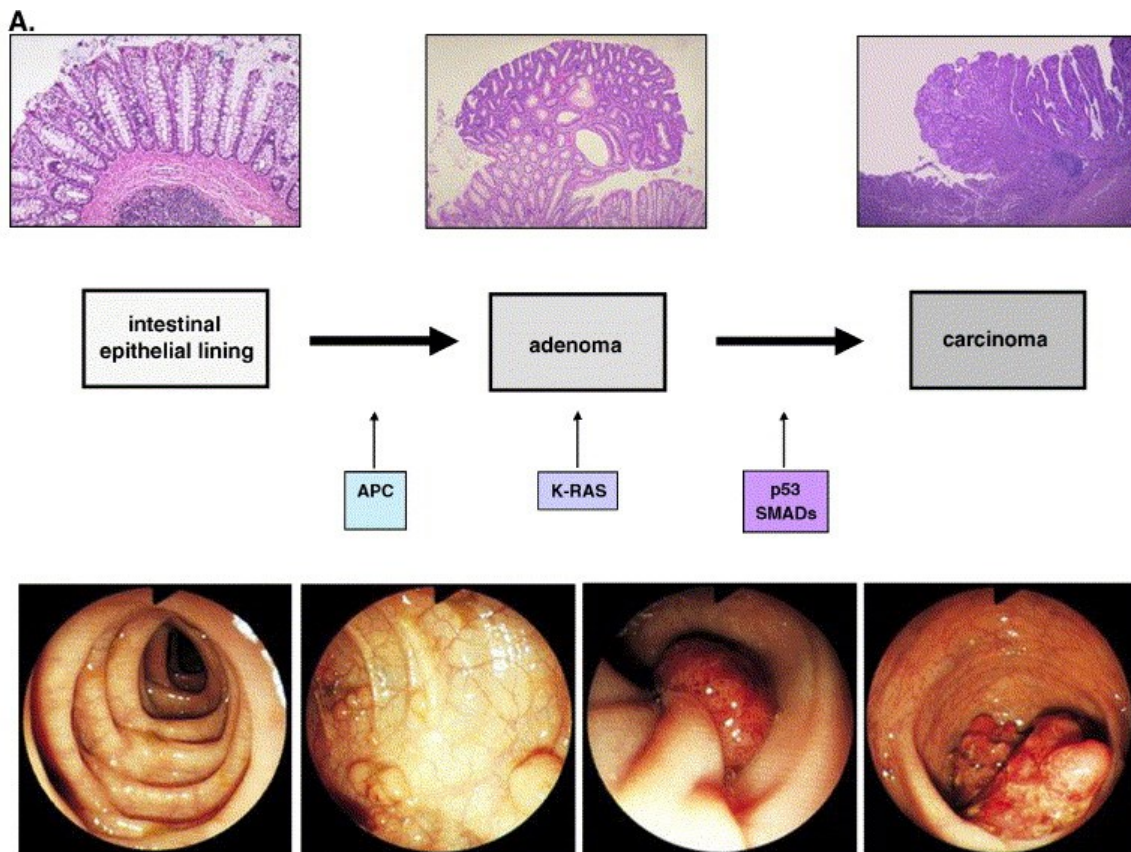 A.
intestinal
epithelial lining
adenoma
carcinoma
APC
K-RAS
p53
SMADs